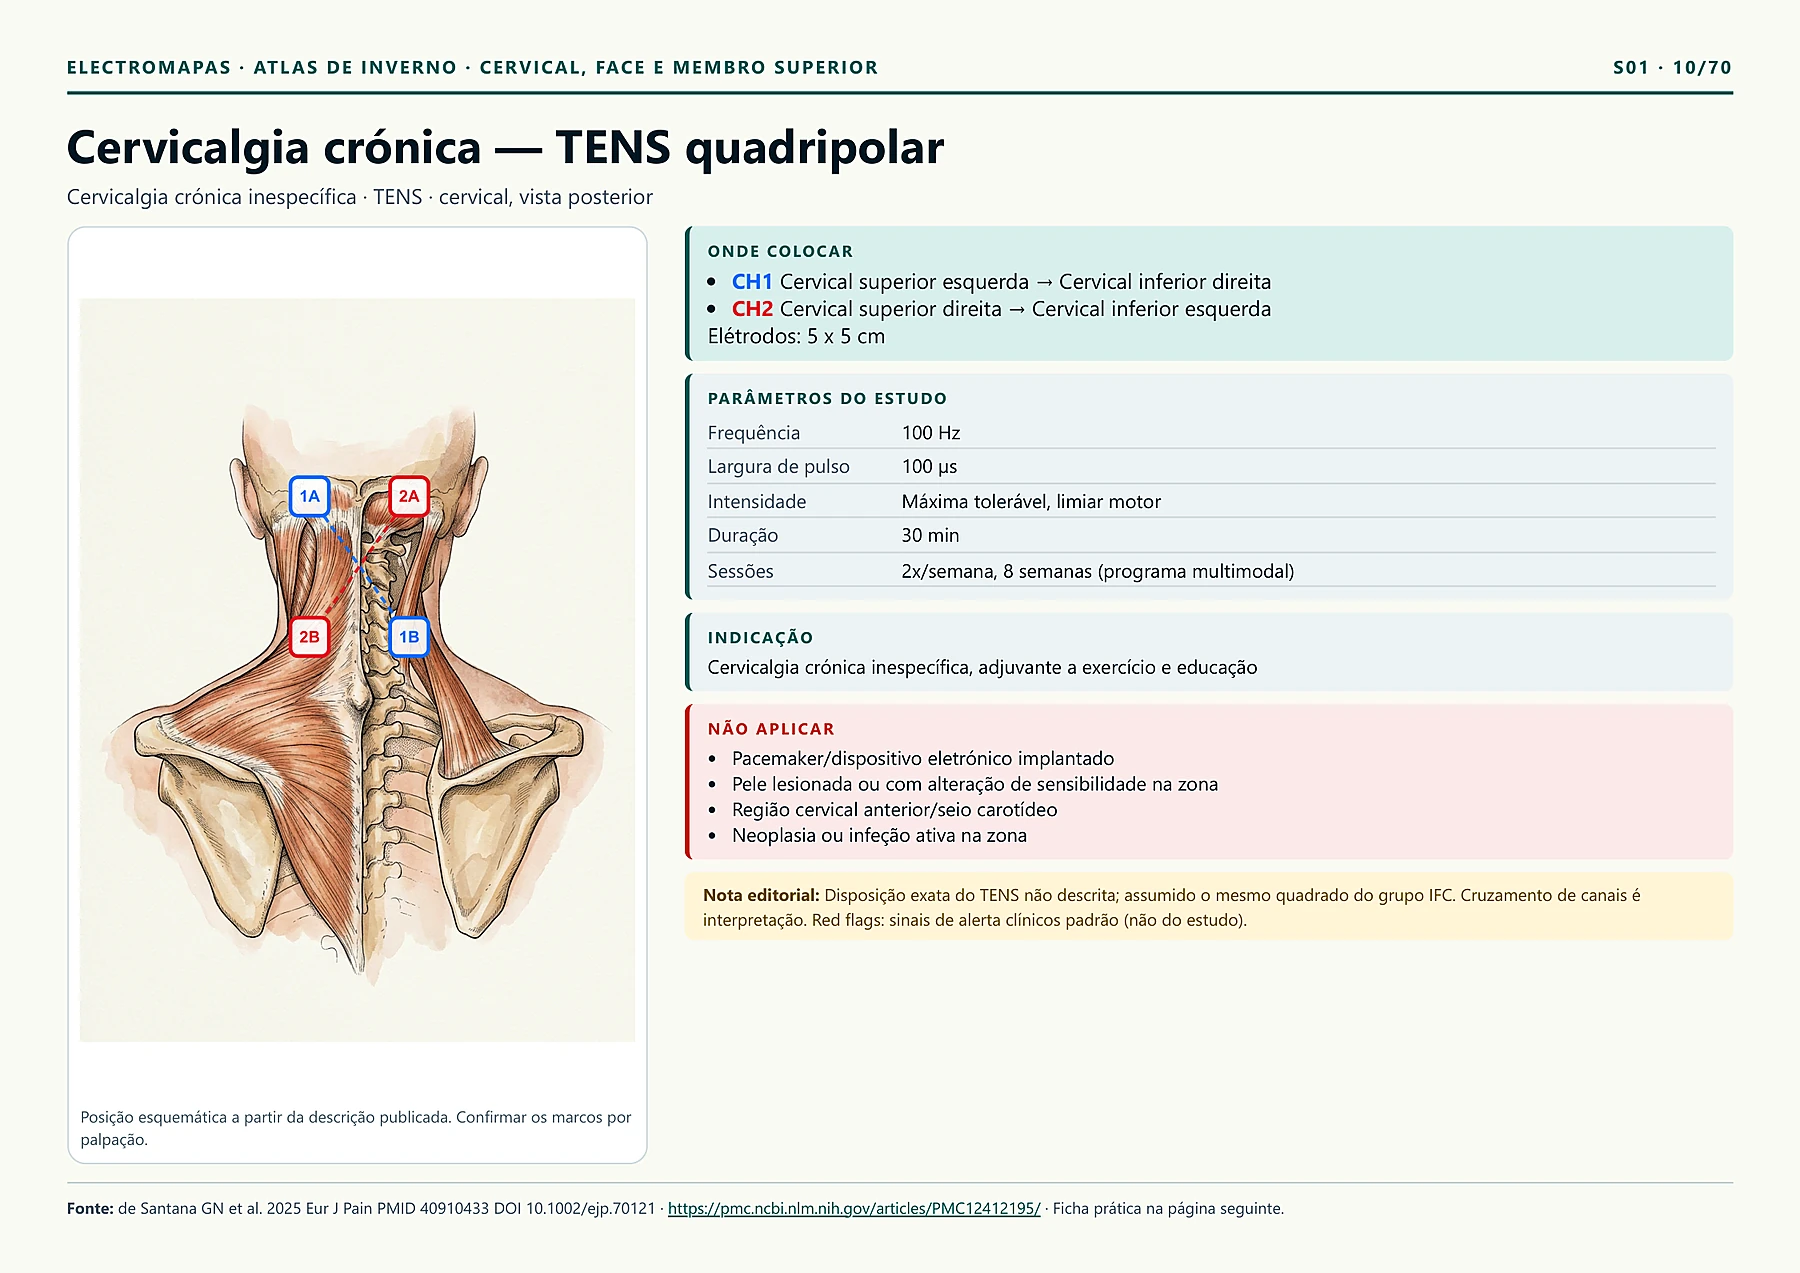 ELECTROMAPAS · ATLAS DE INVERNO · CERVICAL, FACE E MEMBRO SUPERIOR
S01 · 10/70
Cervicalgia crónica — TENS quadripolar
Cervicalgia crónica inespecífica · TENS · cervical, vista posterior
1A
2A
2B
1B
Posição esquemática a partir da descrição publicada. Confirmar os marcos por
palpação.
ONDE COLOCAR
• CH1 Cervical superior esquerda → Cervical inferior direita
• CH2 Cervical superior direita → Cervical inferior esquerda
Elétrodos: 5 x 5 cm
PARÂMETROS DO ESTUDO
Frequência 100 Hz
Largura de pulso 100 µs
Intensidade Máxima tolerável, limiar motor
Duração 30 min
Sessões 2x/semana, 8 semanas (programa multimodal)
INDICAÇÃO
Cervicalgia crónica inespecífica, adjuvante a exercício e educação
NÃO APLICAR
• Pacemaker/dispositivo eletrónico implantado
• Pele lesionada ou com alteração de sensibilidade na zona
• Região cervical anterior/seio carotídeo
• Neoplasia ou infeção ativa na zona
Nota editorial: Disposição exata do TENS não descrita; assumido o mesmo quadrado do grupo IFC. Cruzamento de canais é
interpretação. Red flags: sinais de alerta clínicos padrão (não do estudo).
Fonte: de Santana GN et al. 2025 Eur J Pain PMID 40910433 DOI 10.1002/ejp.70121 · https://pmc.ncbi.nlm.nih.gov/articles/PMC12412195/ · Ficha prática na página seguinte.